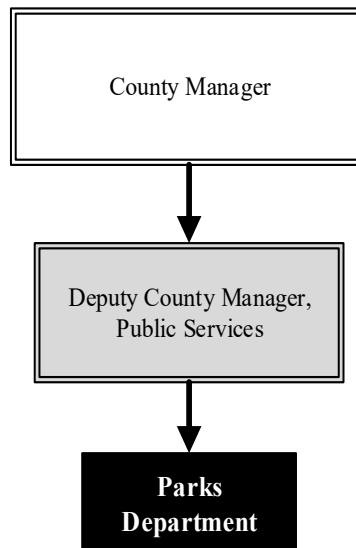 County Manager
Deputy County Manager,
Public Services
Parks
Department